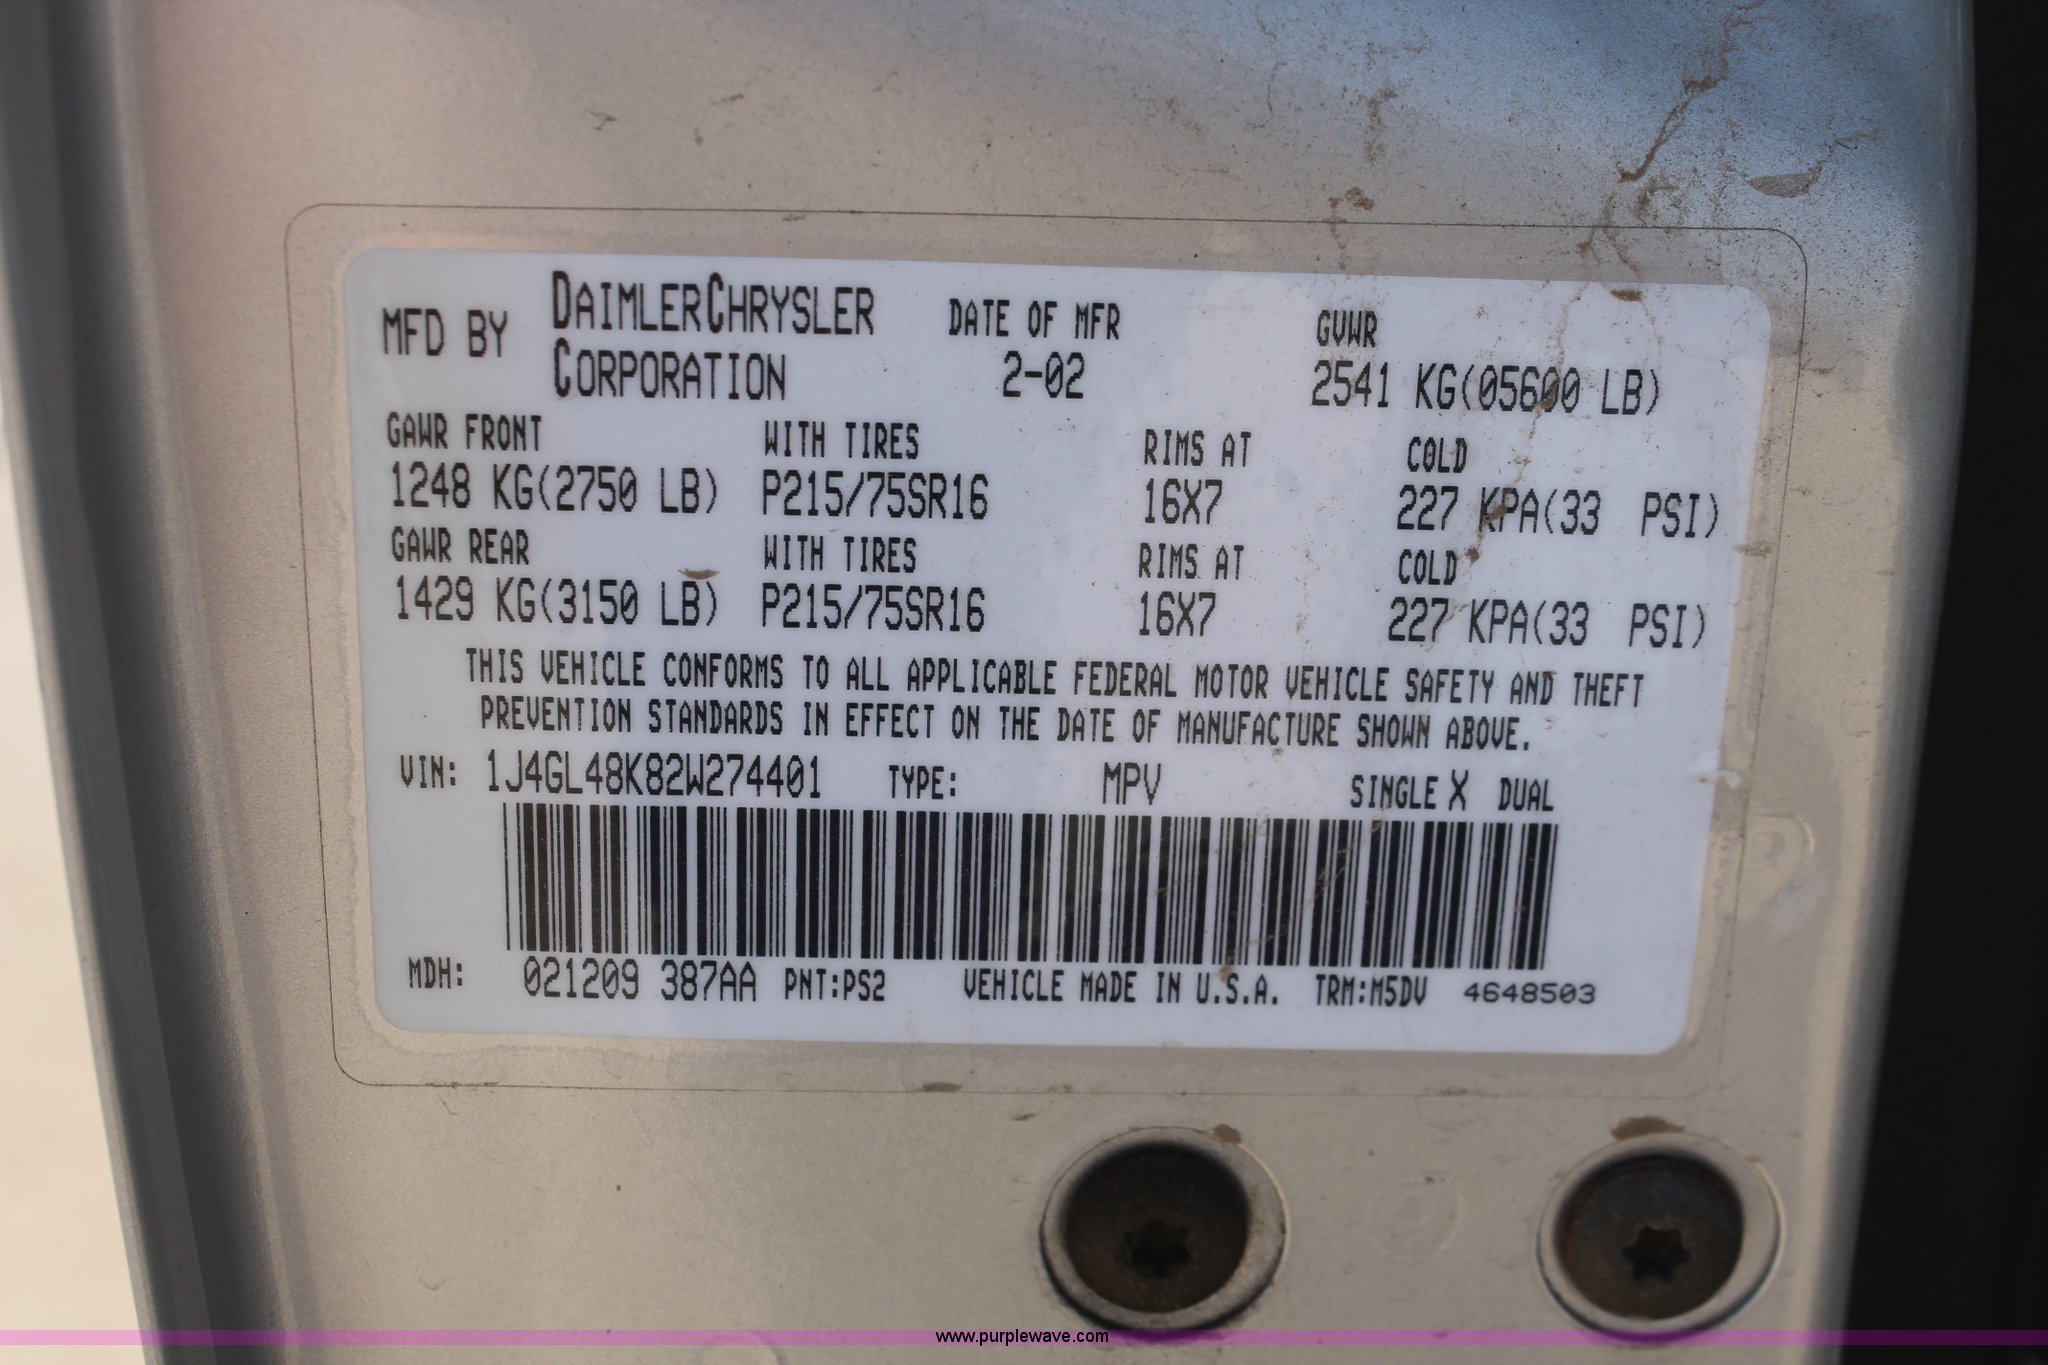 MFD BY DAIMLERCHRYSLER CORPORATION DATE OF MFR 2-02 GVWR 2541 KG(05600 LB)
GAWR FRONT WITH TIRES RIMS AT COLD
1248 KG(2750 LB) P215/75SR16 16X7 227 KPA(33 PSI)
GAWR REAR WITH TIRES RIMS AT COLD
1429 KG(3150 LB) P215/75SR16 16X7 227 KPA(33 PSI)
THIS VEHICLE CONFORMS TO ALL APPLICABLE FEDERAL MOTOR VEHICLE SAFETY AND THEFT
PREVENTION STANDARDS IN EFFECT ON THE DATE OF MANUFACTURE SHOWN ABOVE.
VIN: 1J4GL48K82W274401 TYPE: MPV SINGLE X DUAL
MDH: 021209 387AA PNT:PS2 VEHICLE MADE IN U.S.A. TRM:M5DV 4648503
www.purplewave.com